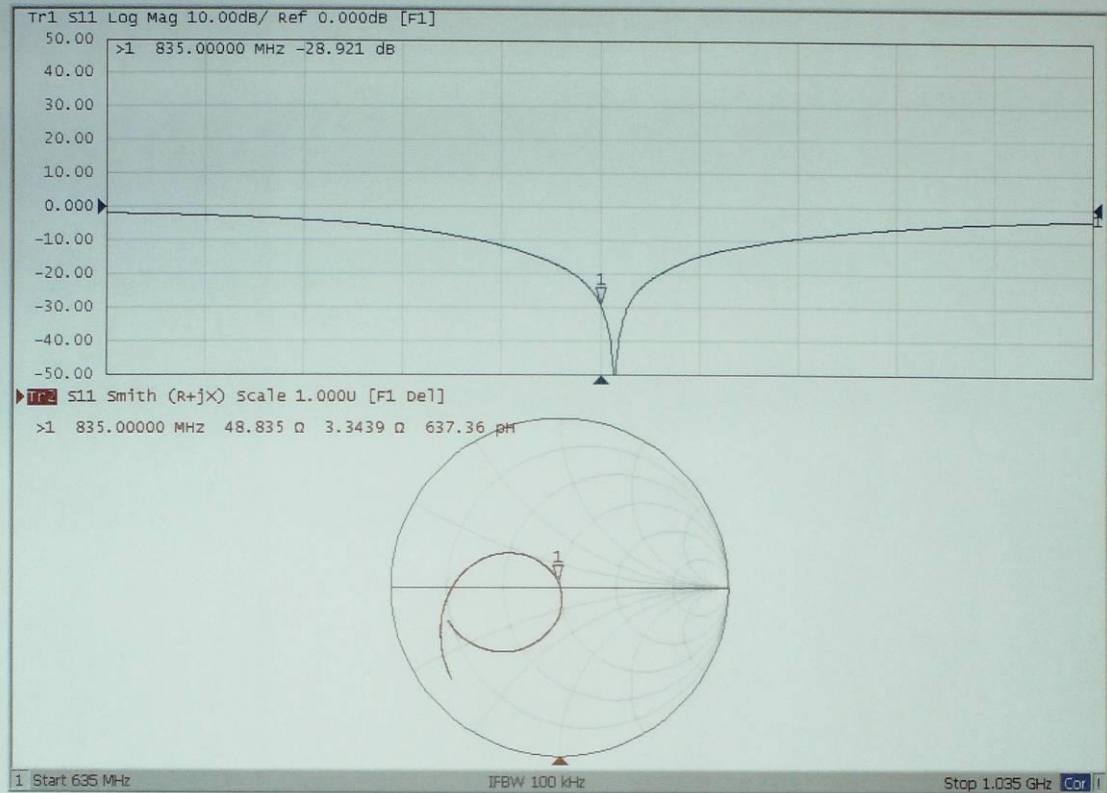 Tr1 S11 Log Mag 10.00dB/ Ref 0.000dB [F1]
50.00
>1 835.00000 MHz -28.921 dB
40.00
30.00
20.00
10.00
0.000
1
-10.00
-20.00
1
-30.00
-40.00
-50.00
Tr2 S11 Smith (R+jX) Scale 1.000U [F1 Del]
>1 835.00000 MHz 48.835 Ω 3.3439 Ω 637.36 pH
1
1 Start 635 MHz IFBW 100 kHz Stop 1.035 GHz Cor !